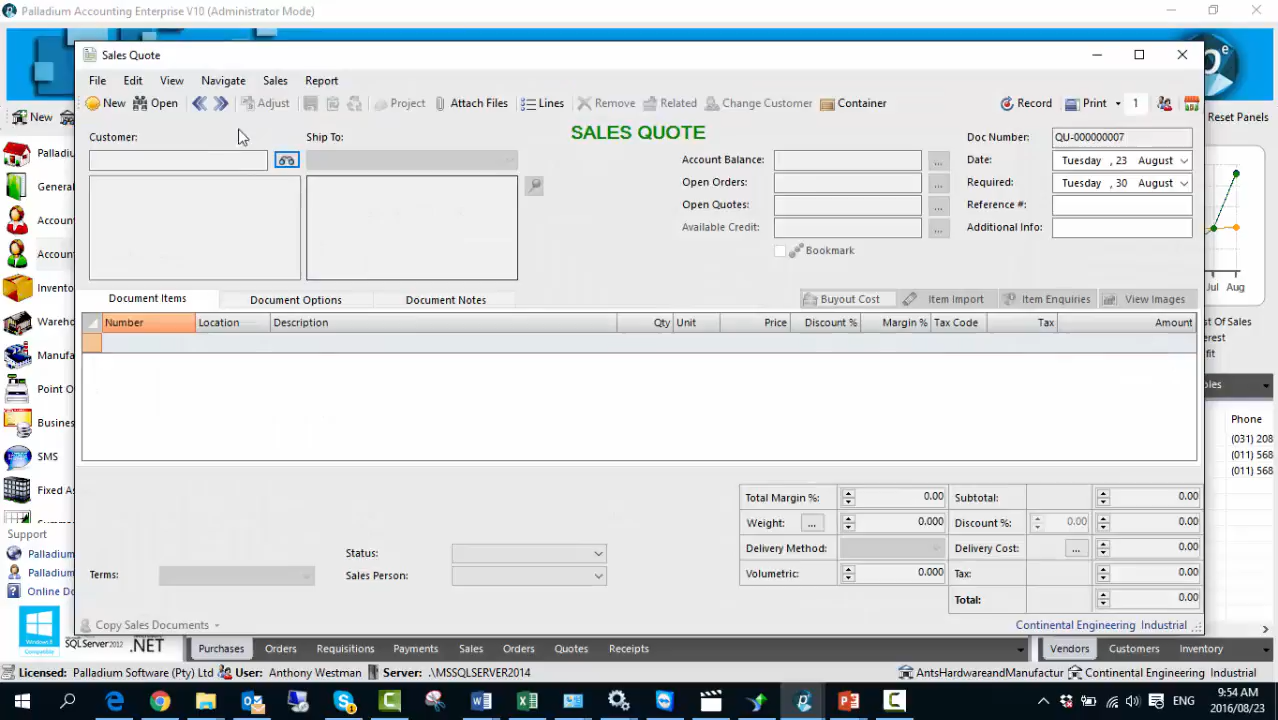 Palladium Accounting Enterprise V10 (Administrator Mode)
Sales Quote
File Edit View Navigate Sales Report
New Open Adjust Project Attach Files Lines Remove Related Change Customer Container Record Print 1
New
Reset Panels
Customer: Ship To: SALES QUOTE
Doc Number: QU-000000007
Account Balance: ... Date: Tuesday , 23 August
Open Orders: ... Required: Tuesday , 30 August
Open Quotes: ... Reference #:
Available Credit: ... Additional Info:
Bookmark
Document Items Document Options Document Notes Buyout Cost Item Import Item Enquiries View Images
Number Location Description Qty Unit Price Discount % Margin % Tax Code Tax Amount
Palladiu
General
Account
Accoun
Invento
Wareho
Manufa
Point O
Busines
SMS
Fixed As
Jul Aug
st Of Sales
erest
fit
bles
Phone
(031) 208
(011) 568
(011) 568
Total Margin %: 0.00 Subtotal: 0.00
Weight: ... 0.000 Discount %: 0.00 0.00
Delivery Method: Delivery Cost: ... 0.00
Volumetric: 0.000 Tax: 0.00
Total: 0.00
Status:
Terms: Sales Person:
Copy Sales Documents
Continental Engineering Industrial
Support
Palladium
Palladium
Online Do
Windows 8
Compatible
SQLServer2012 .NET
Purchases Orders Requisitions Payments Sales Orders Quotes Receipts
Vendors Customers Inventory
Licensed: Palladium Software (Pty) Ltd User: Anthony Westman Server: .\MSSQLSERVER2014
AntsHardwareandManufactur Continental Engineering Industrial
ENG
9:54 AM
2016/08/23